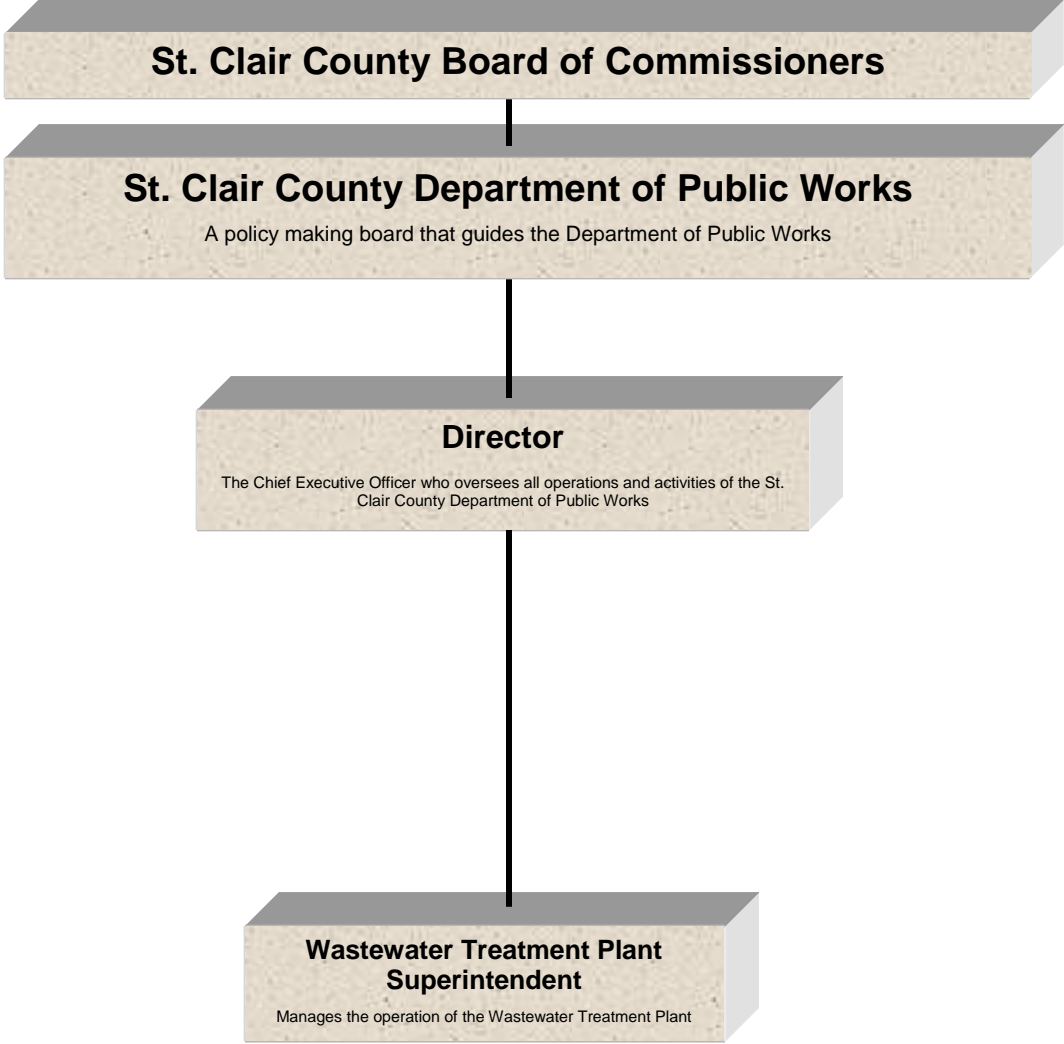 St. Clair County Board of Commissioners
St. Clair County Department of Public Works
A policy making board that guides the Department of Public Works
Director
The Chief Executive Officer who oversees all operations and activities of the St.
Clair County Department of Public Works
Wastewater Treatment Plant
Superintendent
Manages the operation of the Wastewater Treatment Plant